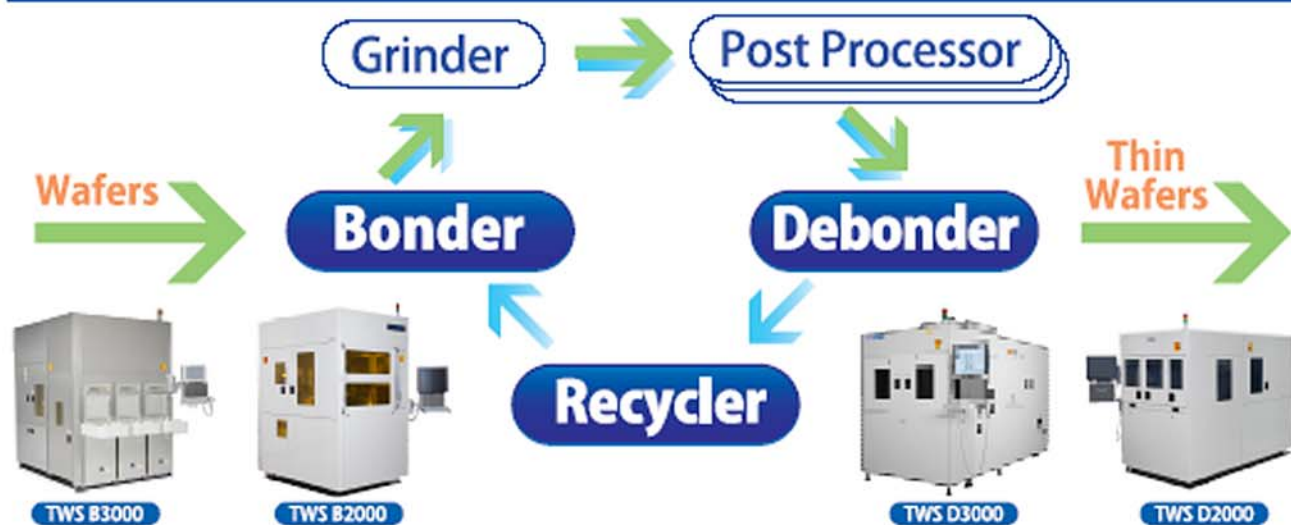 Grinder
Post Processor
Wafers
Thin
Wafers
Bonder
Debonder
Recycler
TWS B3000
TWS B2000
TWS D3000
TWS D2000